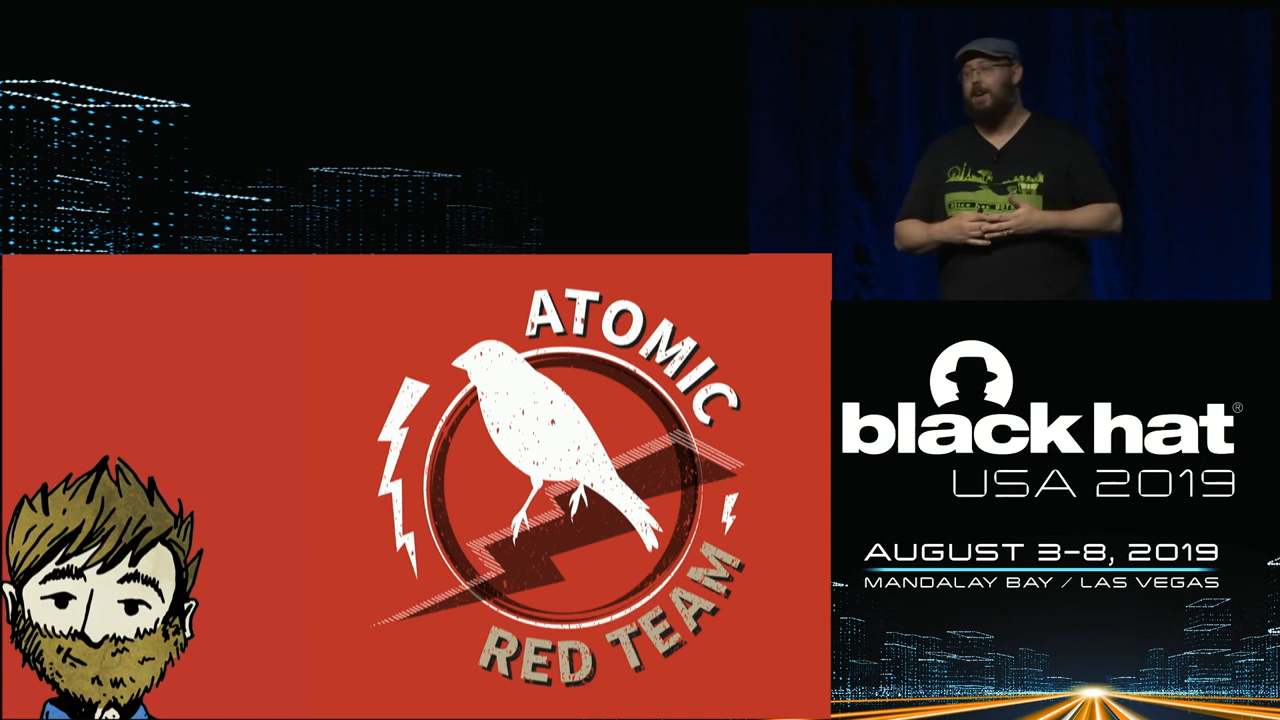 ATOMIC
RED TEAM
black hat®
USA 2019
AUGUST 3-8, 2019
MANDALAY BAY / LAS VEGAS